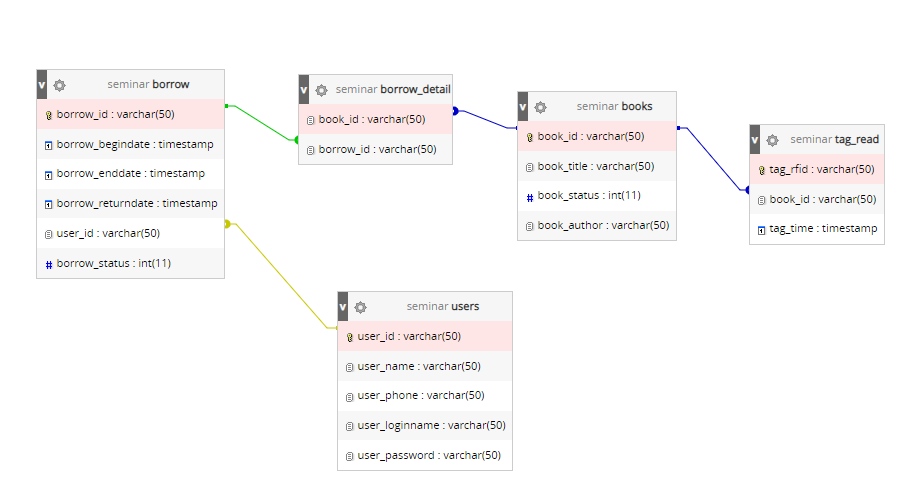 v seminar borrow
borrow_id : varchar(50)
borrow_begindate : timestamp
borrow_enddate : timestamp
borrow_returndate : timestamp
user_id : varchar(50)
# borrow_status : int(11)
v seminar borrow_detail
book_id : varchar(50)
borrow_id : varchar(50)
v seminar books
book_id : varchar(50)
book_title : varchar(50)
# book_status : int(11)
book_author : varchar(50)
v seminar tag_read
tag_rfid : varchar(50)
book_id : varchar(50)
tag_time : timestamp
v seminar users
user_id : varchar(50)
user_name : varchar(50)
user_phone : varchar(50)
user_loginname : varchar(50)
user_password : varchar(50)